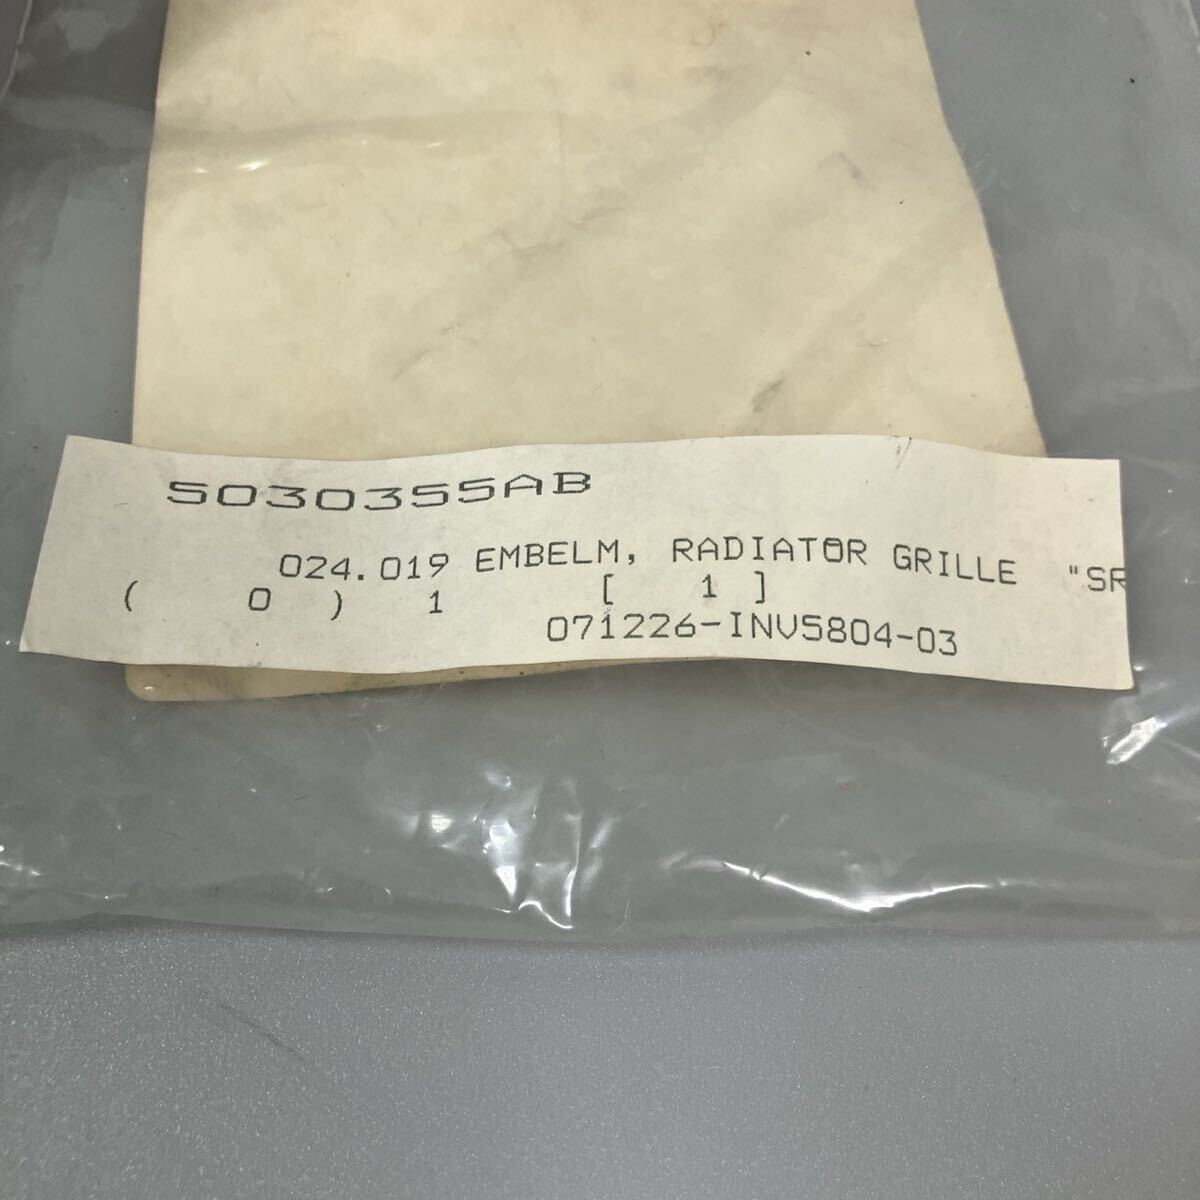 5030355AB
024.019 EMBELM, RADIATOR GRILLE "SR
( 0 ) 1 [ 1 ]
071226-INV5804-03